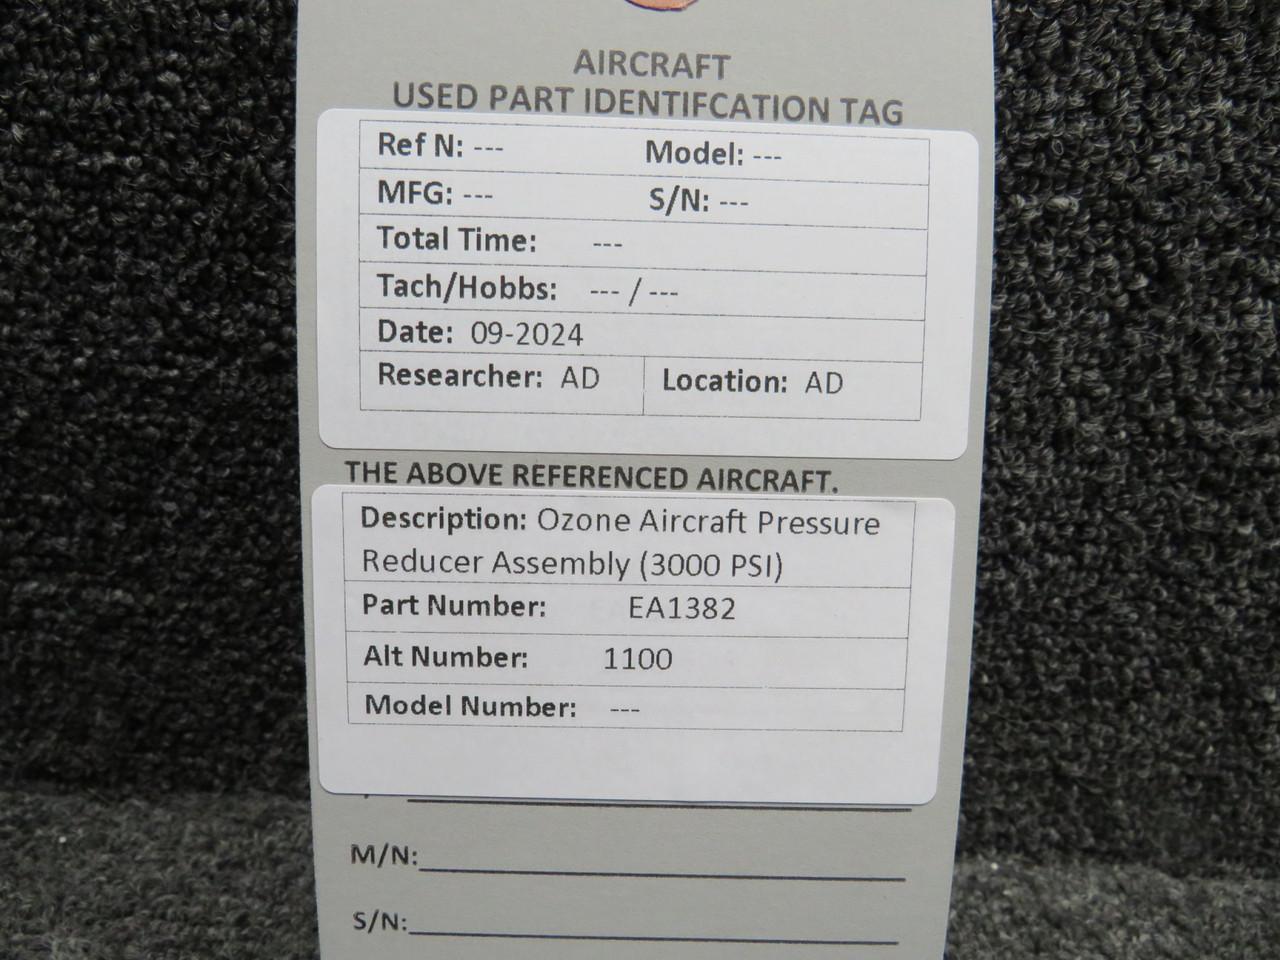 AIRCRAFT
USED PART IDENTIFCATION TAG
Ref N: --- Model: ---
MFG: --- S/N: ---
Total Time: ---
Tach/Hobbs: --- / ---
Date: 09-2024
Researcher: AD Location: AD
THE ABOVE REFERENCED AIRCRAFT.
Description: Ozone Aircraft Pressure
Reducer Assembly (3000 PSI)
Part Number: EA1382
Alt Number: 1100
Model Number: ---
M/N:
S/N: